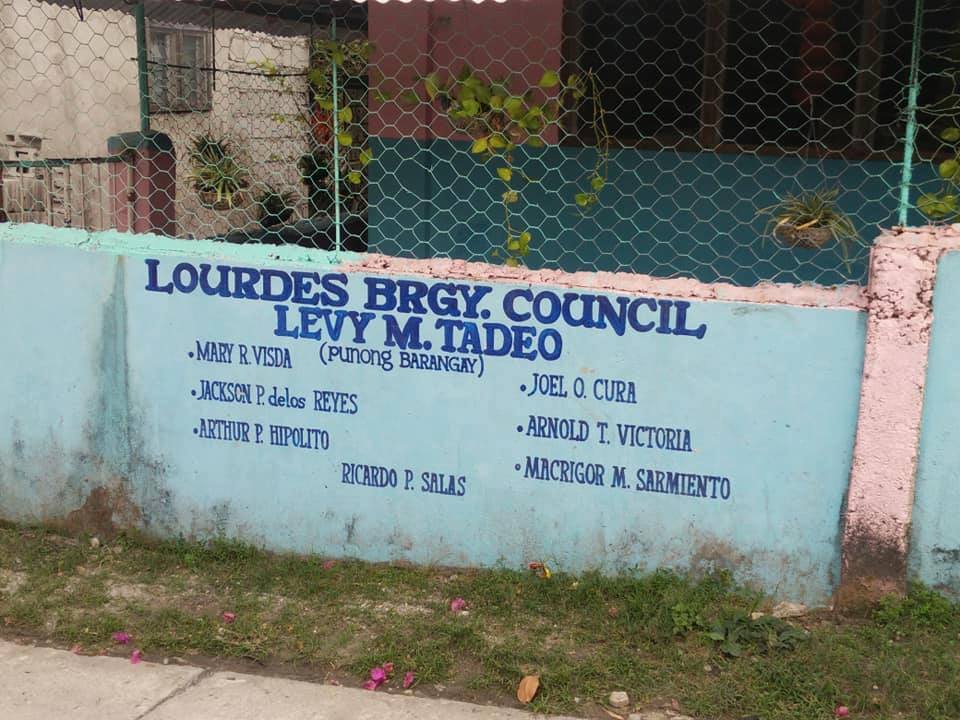 LOURDES BRGY. COUNCIL
LEVY M. TADEO
(Punong BARANGAY)
•MARY R. VISDA
•JACKSON P. delos REYES
•ARTHUR P. HIPOLITO
RICARDO P. SALAS
•JOEL O. CURA
•ARNOLD T. VICTORIA
•MACRIGOR M. SARMIENTO